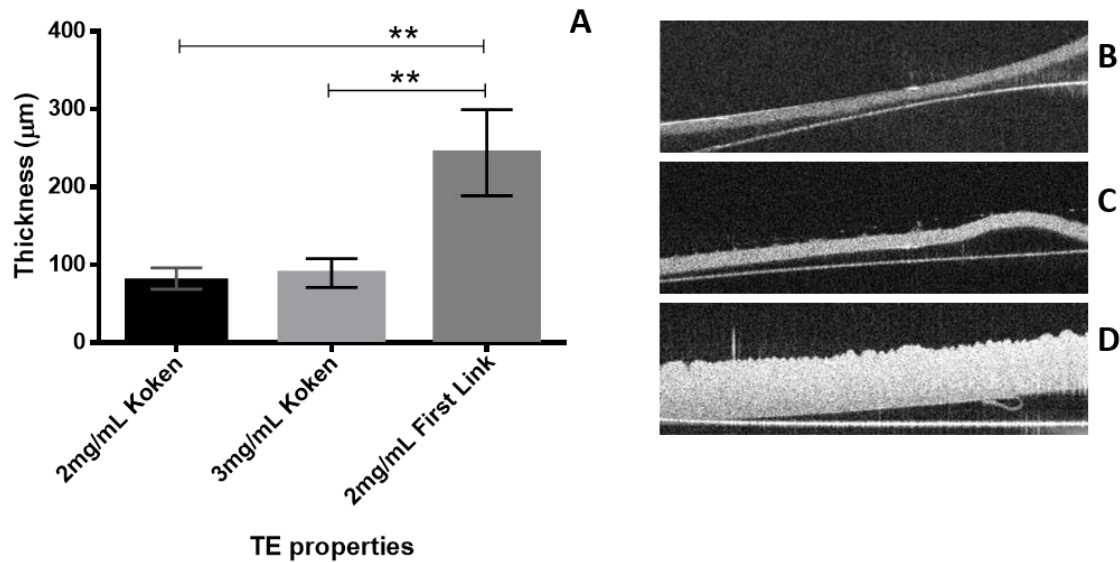 A
**
**
400
300
200
100
0
Thickness (μm)
2mg/mL Koken
3mg/mL Koken
2mg/mL First Link
TE properties
B
C
D